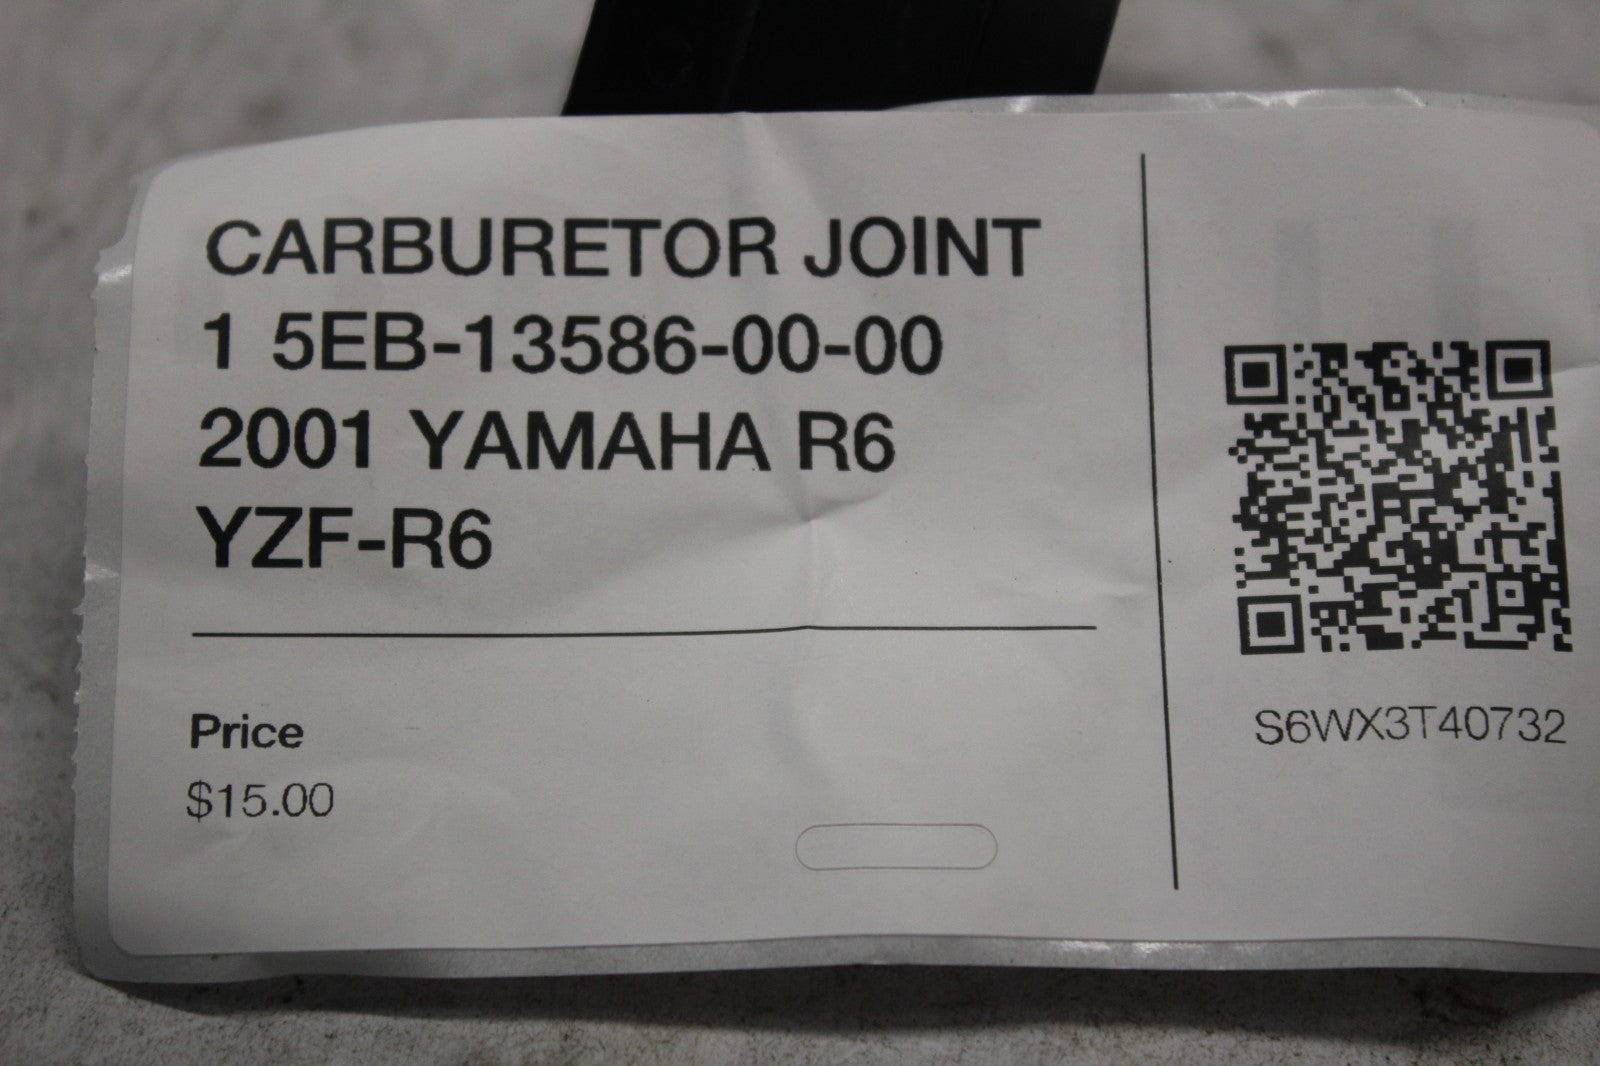 CARBURETOR JOINT
1 5EB-13586-00-00
2001 YAMAHA R6
YZF-R6
Price
$15.00
S6WX3T40732